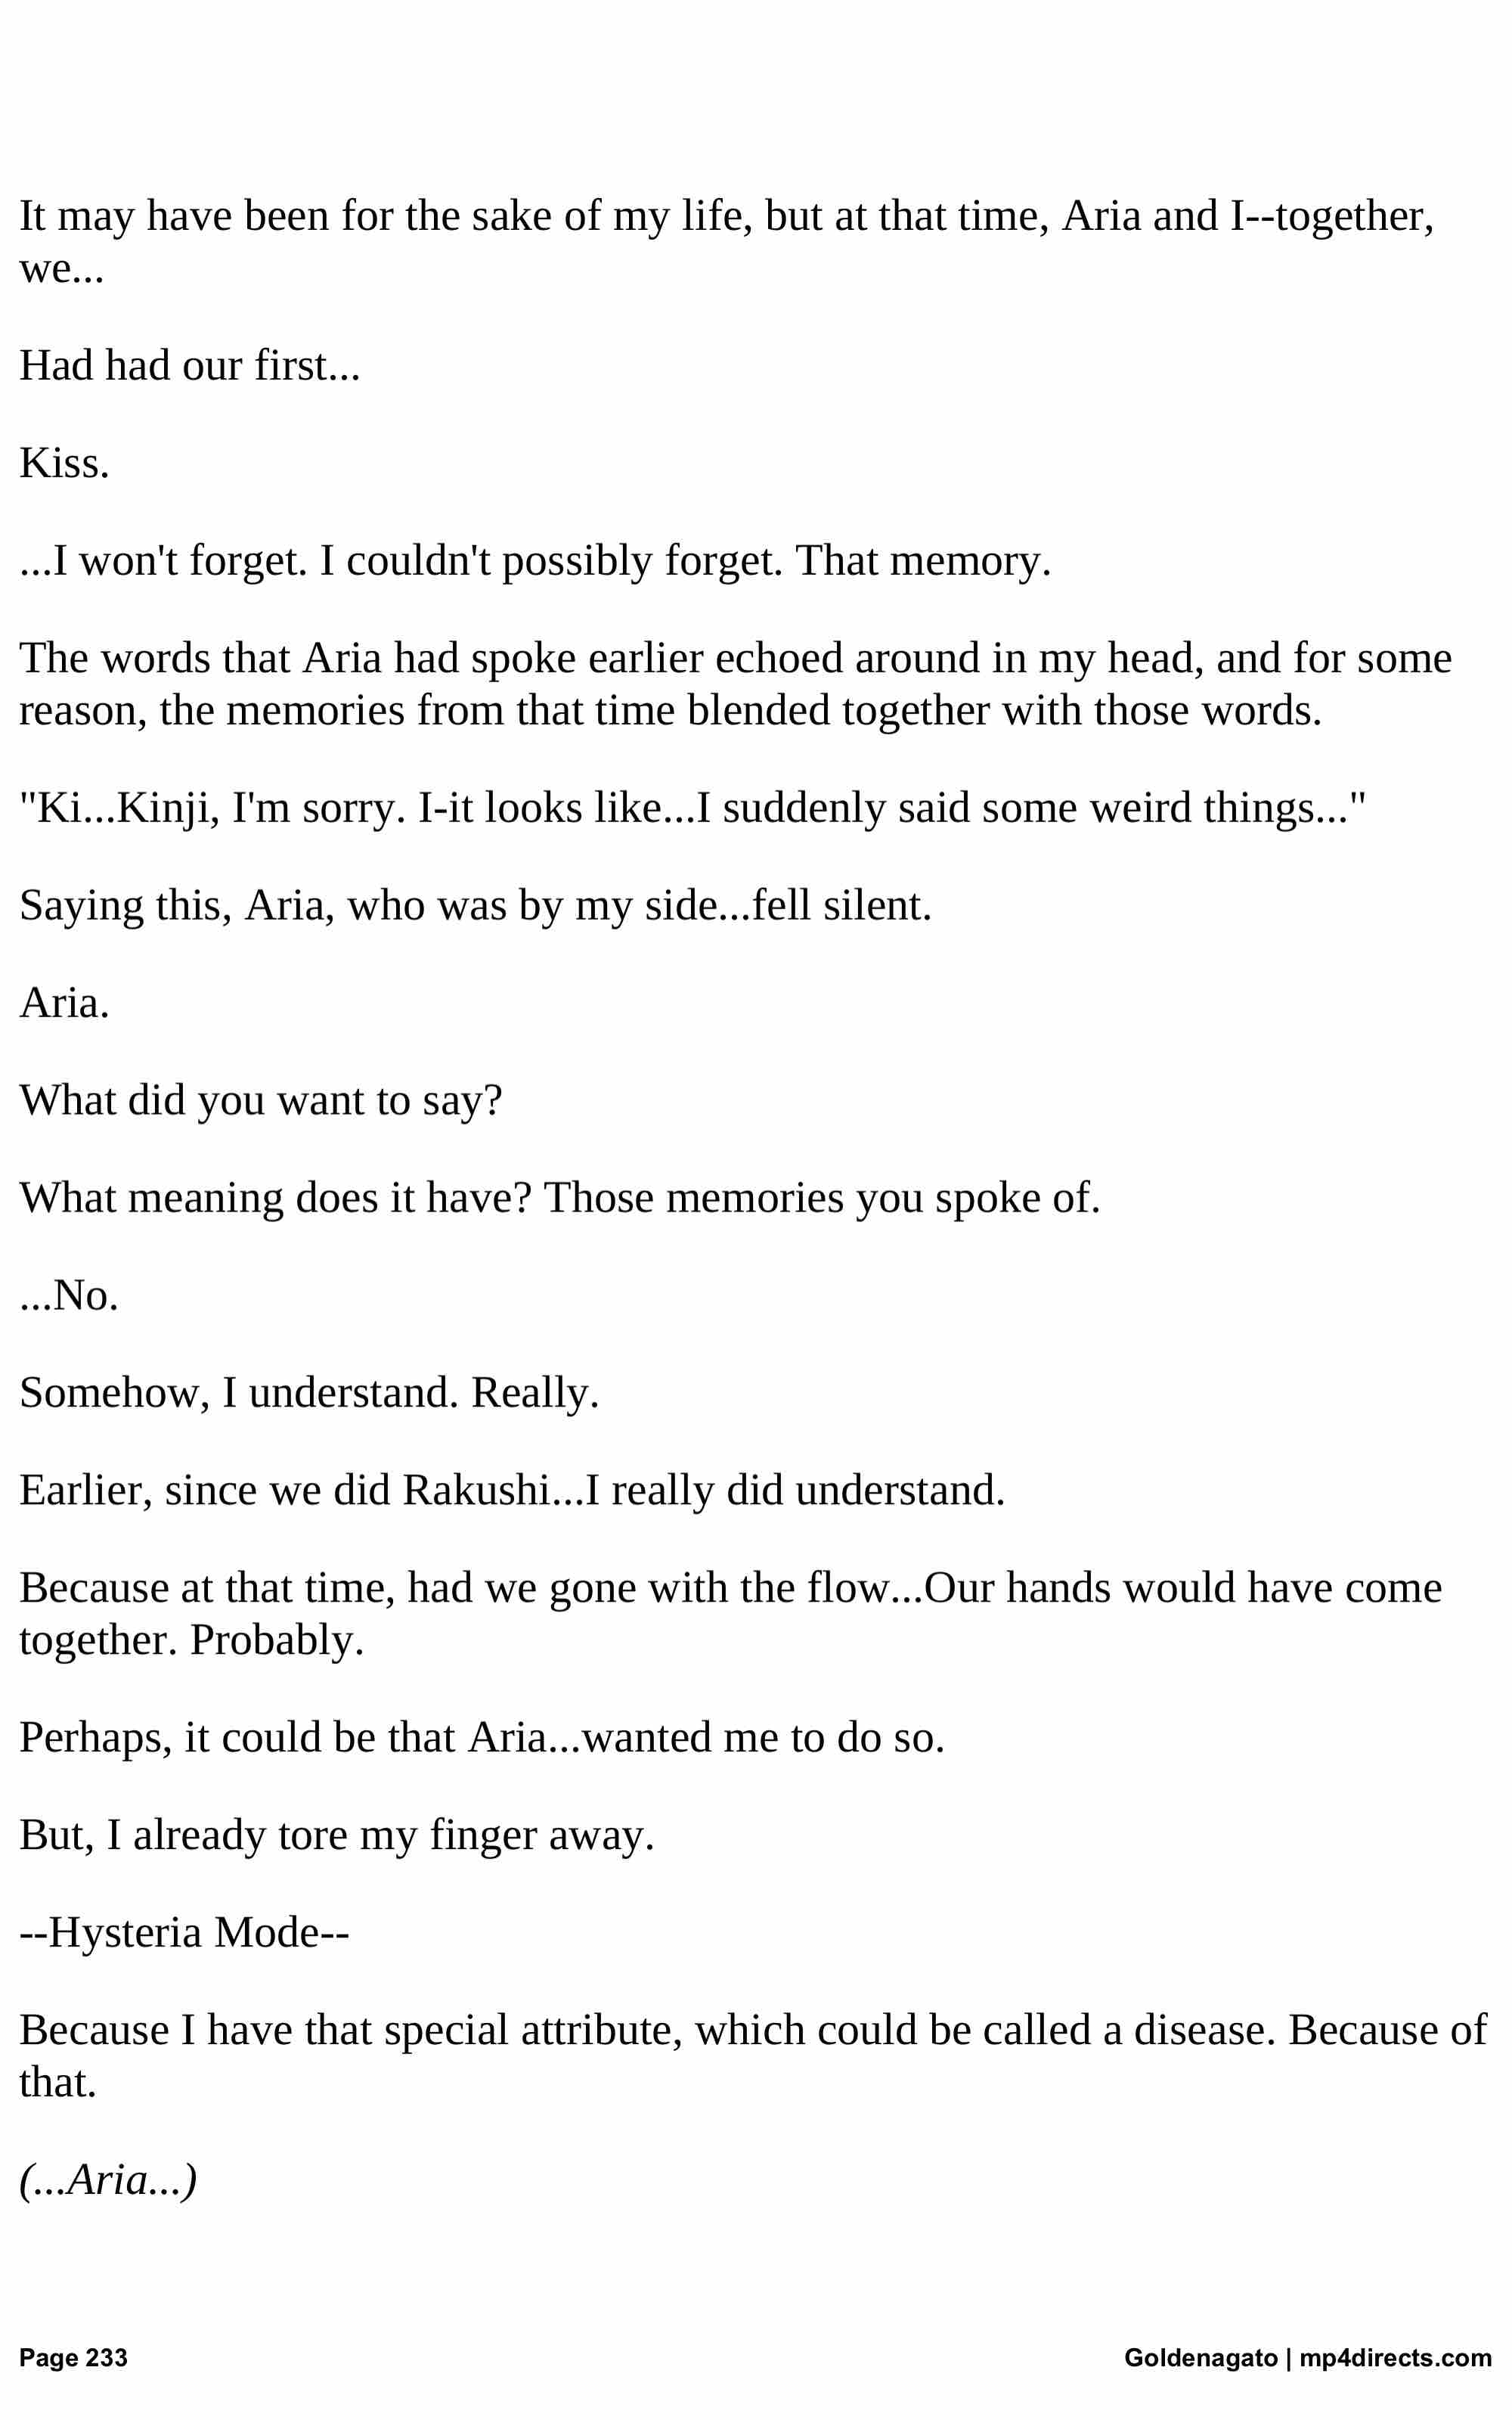 It may have been for the sake of my life, but at that time, Aria and I--together,
we...
Had had our first...
Kiss.
...I won't forget. I couldn't possibly forget. That memory.
The words that Aria had spoke earlier echoed around in my head, and for some
reason, the memories from that time blended together with those words.
"Ki...Kinji, I'm sorry. I-it looks like...I suddenly said some weird things..."
Saying this, Aria, who was by my side...fell silent.
Aria.
What did you want to say?
What meaning does it have? Those memories you spoke of.
...No.
Somehow, I understand. Really.
Earlier, since we did Rakushi...I really did understand.
Because at that time, had we gone with the flow...Our hands would have come
together. Probably.
Perhaps, it could be that Aria...wanted me to do so.
But, I already tore my finger away.
--Hysteria Mode--
Because I have that special attribute, which could be called a disease. Because of
that.
(...Aria...)
Page 233
Goldenagato | mp4directs.com